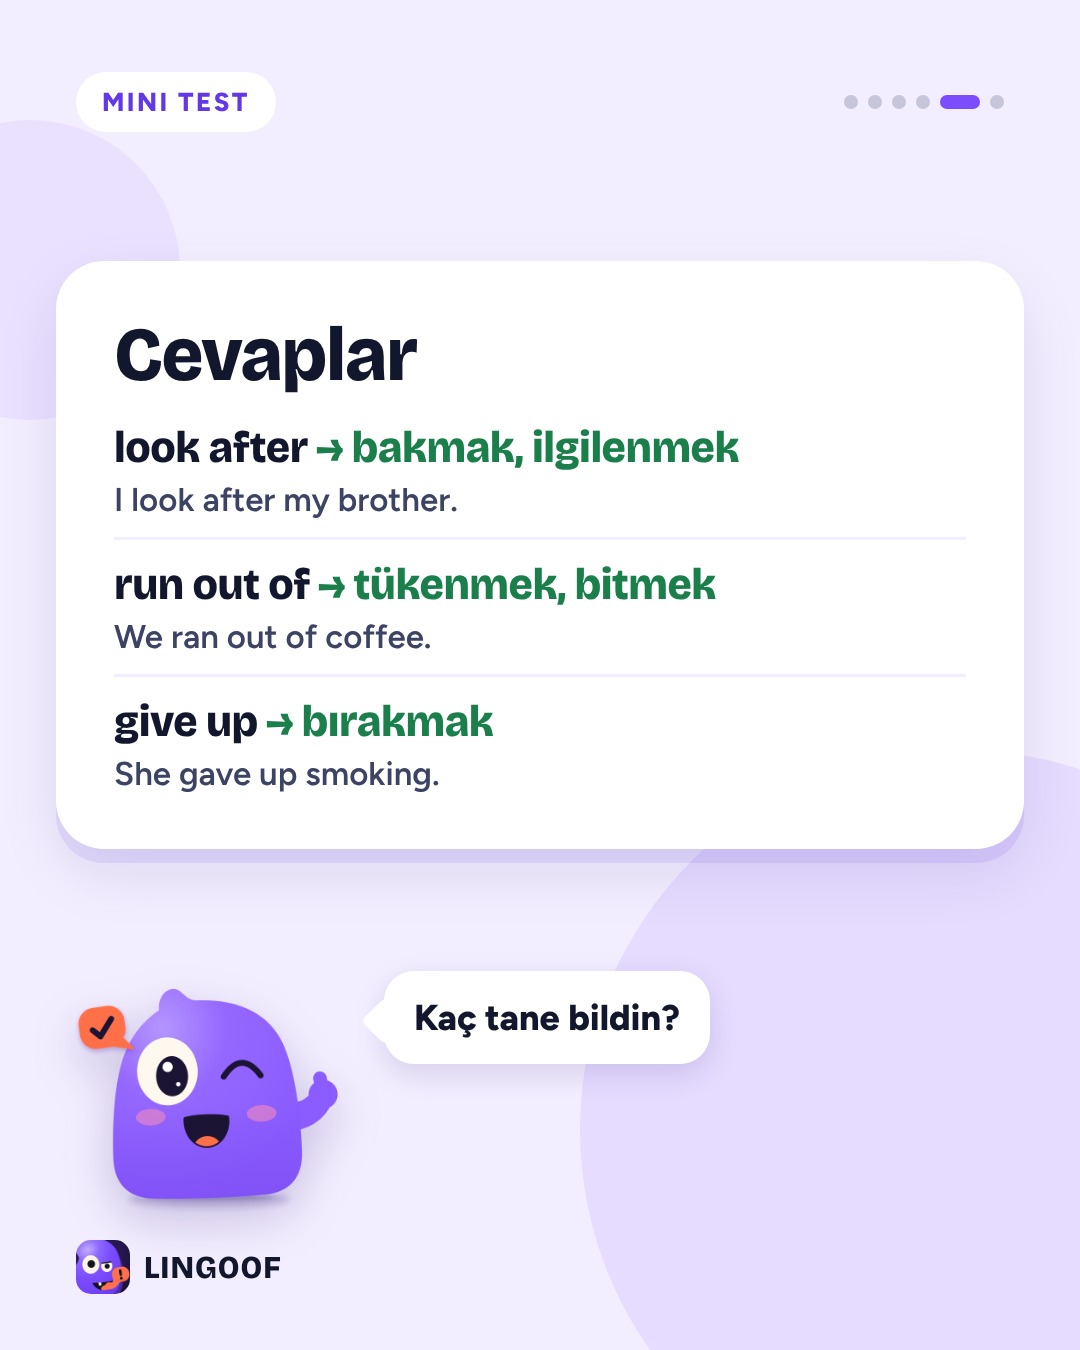 MINI TEST
Cevaplar
look after → bakmak, ilgilenmek
I look after my brother.
run out of → tükenmek, bitmek
We ran out of coffee.
give up → bırakmak
She gave up smoking.
Kaç tane bildin?
LINGOOF